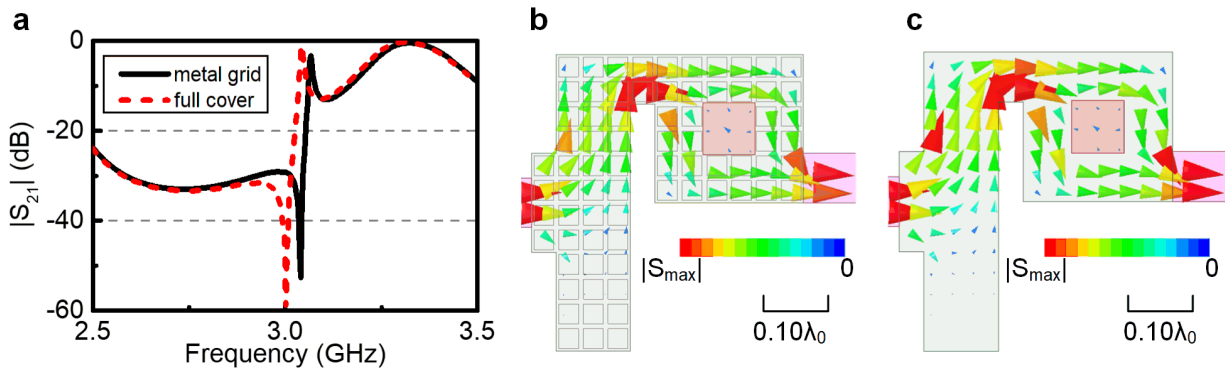 a
|S21| (dB)
0
-20
-40
-60
metal grid
full cover
2.5 3.0 3.5
Frequency (GHz)
b
|Smax| 0
0.10λ0
c
|Smax| 0
0.10λ0